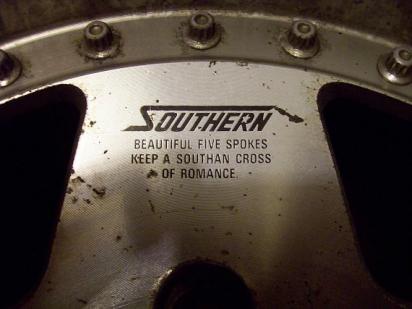 SOUTHERN
BEAUTIFUL FIVE SPOKES
KEEP A SOUTHAN CROSS
OF ROMANCE.